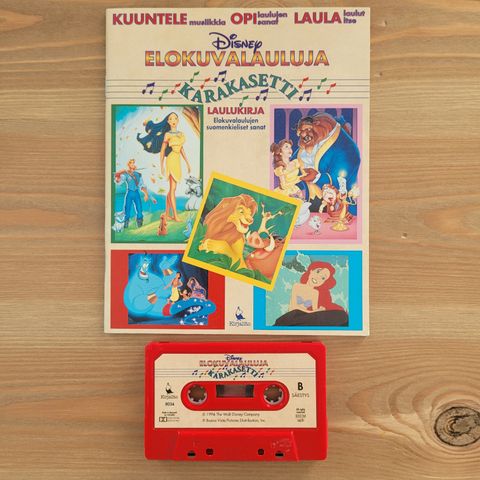 KUUNTELE musiikkia OPI laulujen sanat LAULA laulut itse
Disney
ELOKUVALAULUJA
KARAKASETTI
LAULUKIRJA
Elokuvalaulujen
suomenkieliset sanat
Kirjalito
Disney
ELOKUVALAULUJA
KARAKASETTI
Kirjalito
B
SÄESTYS
© 1996 The Walt Disney Company
© Buena Vista Pictures Distribution, Inc.